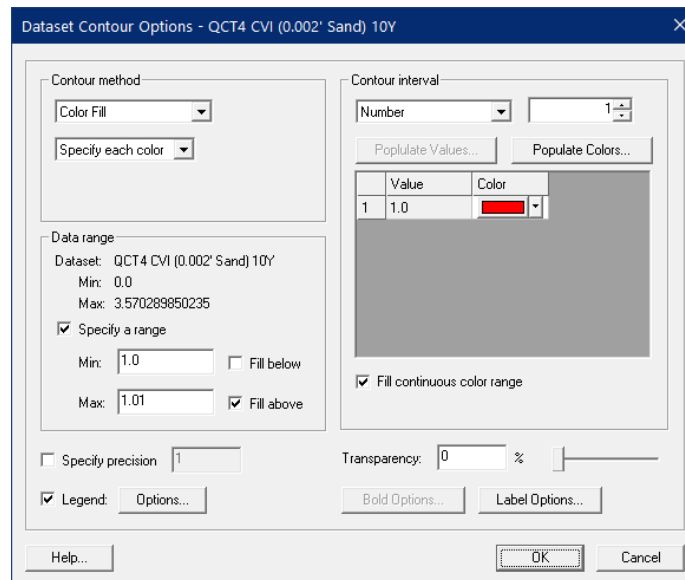 Dataset Contour Options - QCT4 CVI (0.002' Sand) 10Y
Contour method
Color Fill
Specify each color
Data range
Dataset: QCT4 CVI (0.002' Sand) 10Y
Min: 0.0
Max: 3.570289850235
Specify a range
Min: 1.0 Fill below
Max: 1.01 Fill above
Contour interval
Number 1
Poplulate Values... Populate Colors...
Value Color
1 1.0
Fill continuous color range
Specify precision 1
Transparency: 0 %
Legend: Options...
Bold Options... Label Options...
Help... OK Cancel